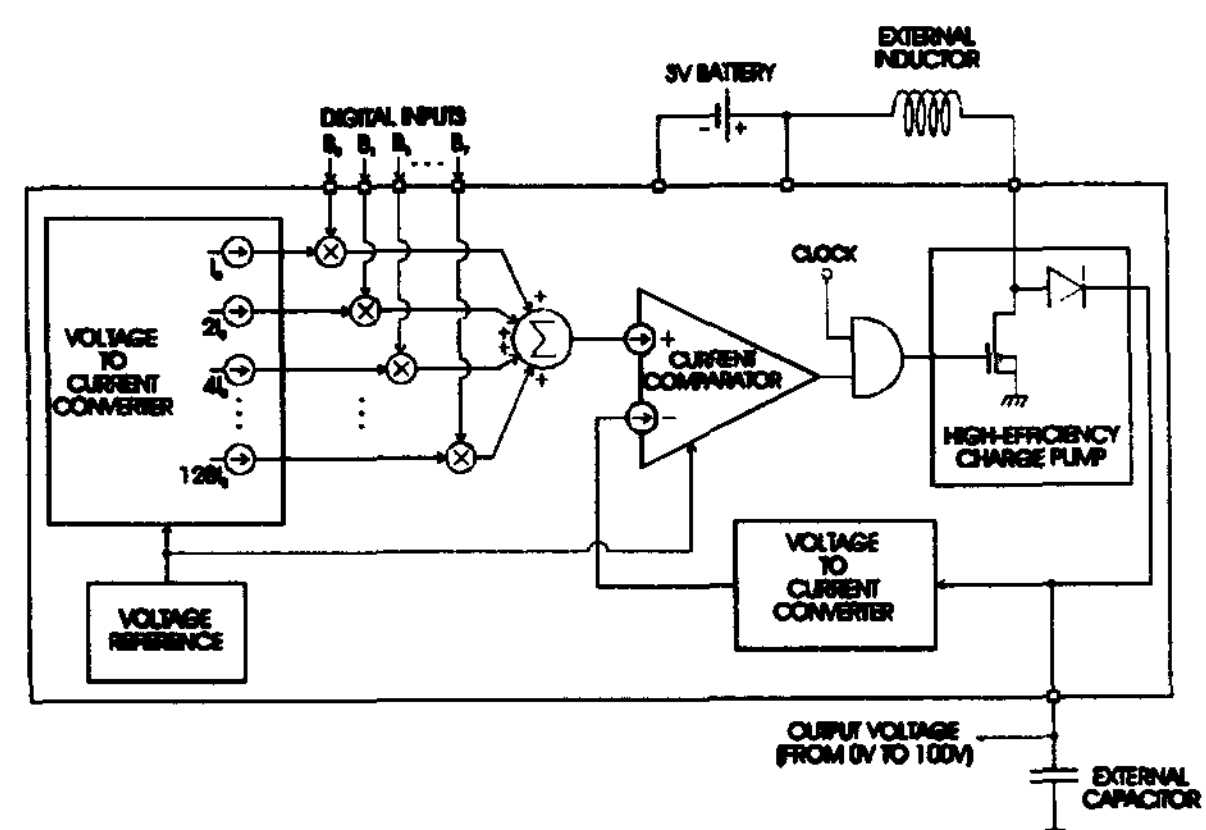 EXTERNAL
INDUCTOR
3V BATTERY
- +
DIGITAL INPUTS
B₀ B₁ B₂ ... B₇
CLOCK
I₀
2I₀
4I₀
128I₀
VOLTAGE
TO
CURRENT
CONVERTER
+
+
+
+
+
Σ
+
-
CURRENT
COMPARATOR
HIGH-EFFICIENCY
CHARGE PUMP
VOLTAGE
TO
CURRENT
CONVERTER
VOLTAGE
REFERENCE
OUTPUT VOLTAGE
(FROM 0V TO 100V)
EXTERNAL
CAPACITOR